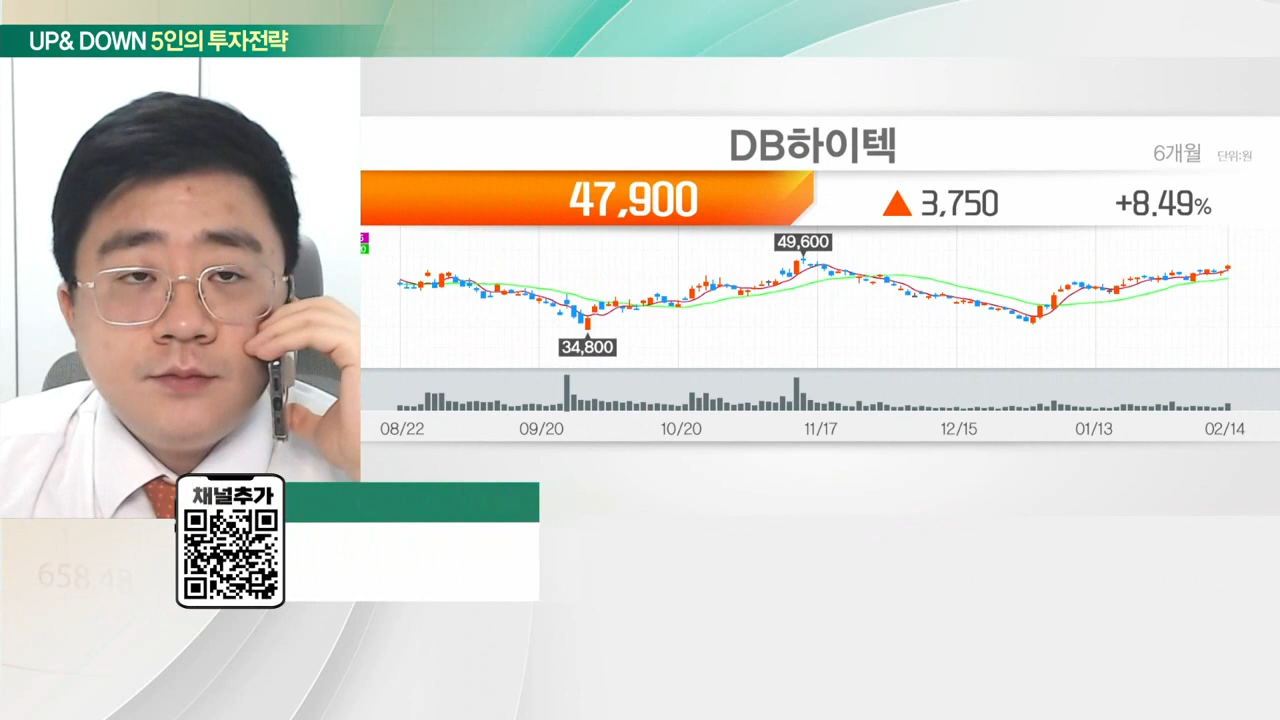 UP& DOWN 5인의 투자전략
DB하이텍
6개월 단위:원
47,900 ▲ 3,750 +8.49%
49,600
34,800
08/22 09/20 10/20 11/17 12/15 01/13 02/14
채널추가
658.48